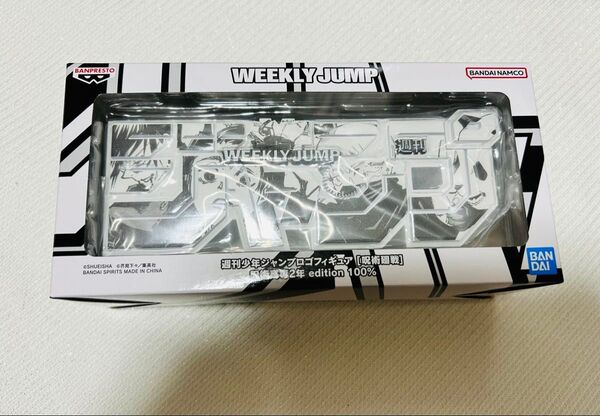 BANPRESTO
WEEKLY JUMP
BANDAI NAMCO
週刊
WEEKLY JUMP
©SHUEISHA ©芥見下々/集英社
BANDAI SPIRITS MADE IN CHINA
週刊少年ジャンプロゴフィギュア [呪術廻戦]
2年 edition 100%
BAN
DAI